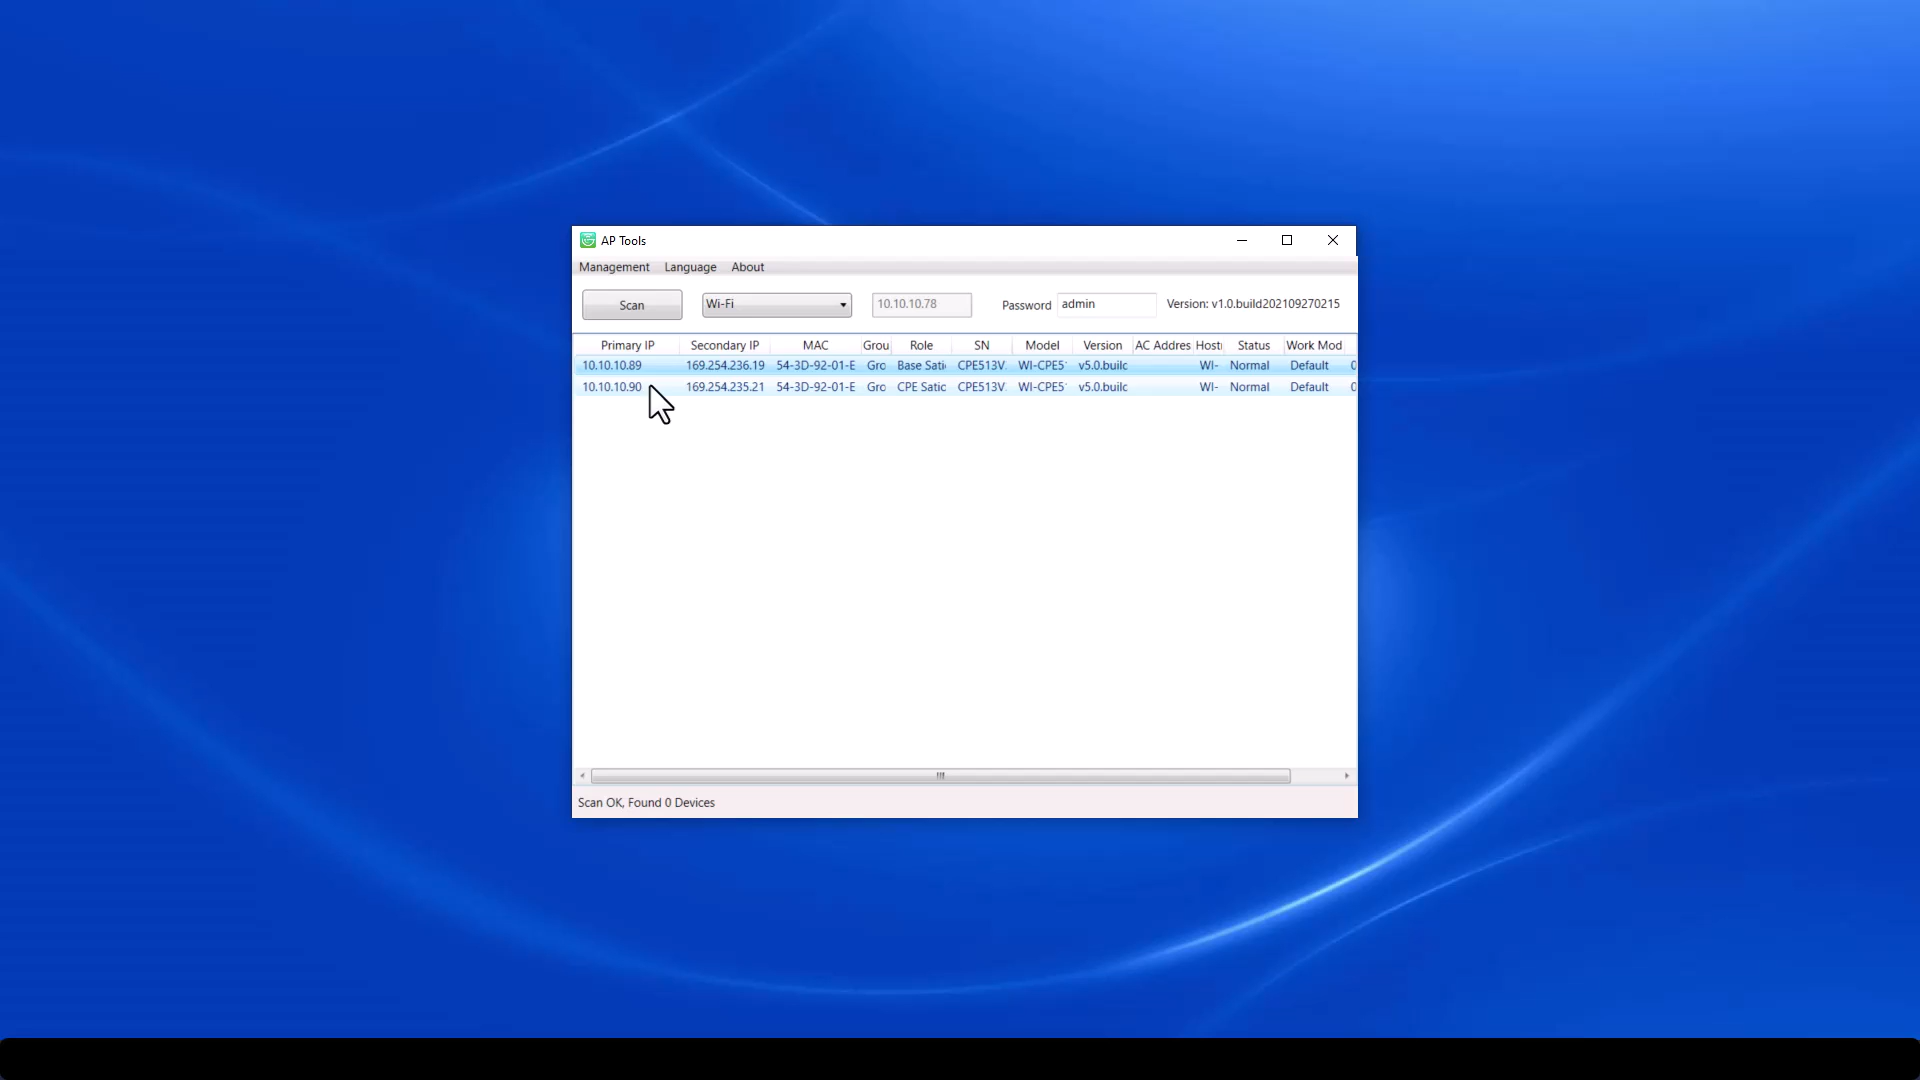 AP Tools
Management Language About
Scan Wi-Fi 10.10.10.78 Password admin Version: v1.0.build202109270215
Primary IP Secondary IP MAC Grou Role SN Model Version AC Addres Host Status Work Mod
10.10.10.89 169.254.236.19 54-3D-92-01-E Gro Base Sati CPE513V WI-CPE5 v5.0.builc WI- Normal Default 0
10.10.10.90 169.254.235.21 54-3D-92-01-E Gro CPE Satic CPE513V WI-CPE5 v5.0.builc WI- Normal Default 0
Scan OK, Found 0 Devices